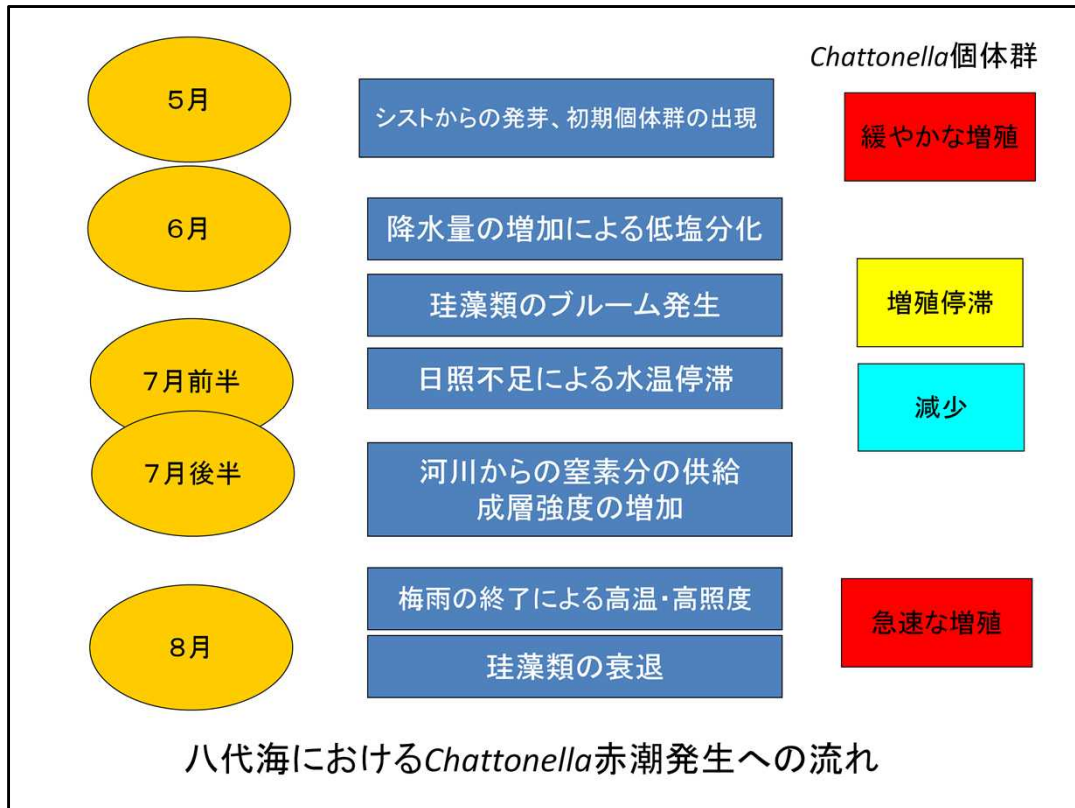 Chattonella個体群
5月
シストからの発芽、初期個体群の出現
緩やかな増殖
6月
降水量の増加による低塩分化
珪藻類のブルーム発生
増殖停滞
7月前半
日照不足による水温停滞
減少
7月後半
河川からの窒素分の供給
成層強度の増加
梅雨の終了による高温・高照度
急速な増殖
8月
珪藻類の衰退
八代海におけるChattonella赤潮発生への流れ